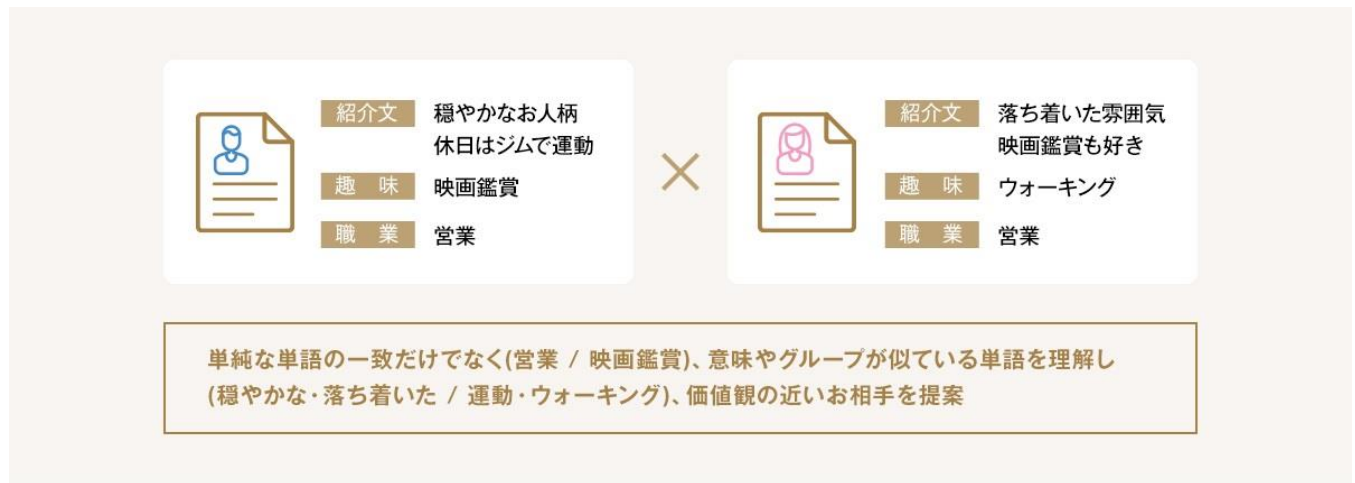 紹介文 穏やかなお人柄
休日はジムで運動
趣味 映画鑑賞
職業 営業
×
紹介文 落ち着いた雰囲気
映画鑑賞も好き
趣味 ウォーキング
職業 営業
単純な単語の一致だけでなく(営業 / 映画鑑賞)、意味やグループが似ている単語を理解し
(穏やかな・落ち着いた / 運動・ウォーキング)、価値観の近いお相手を提案